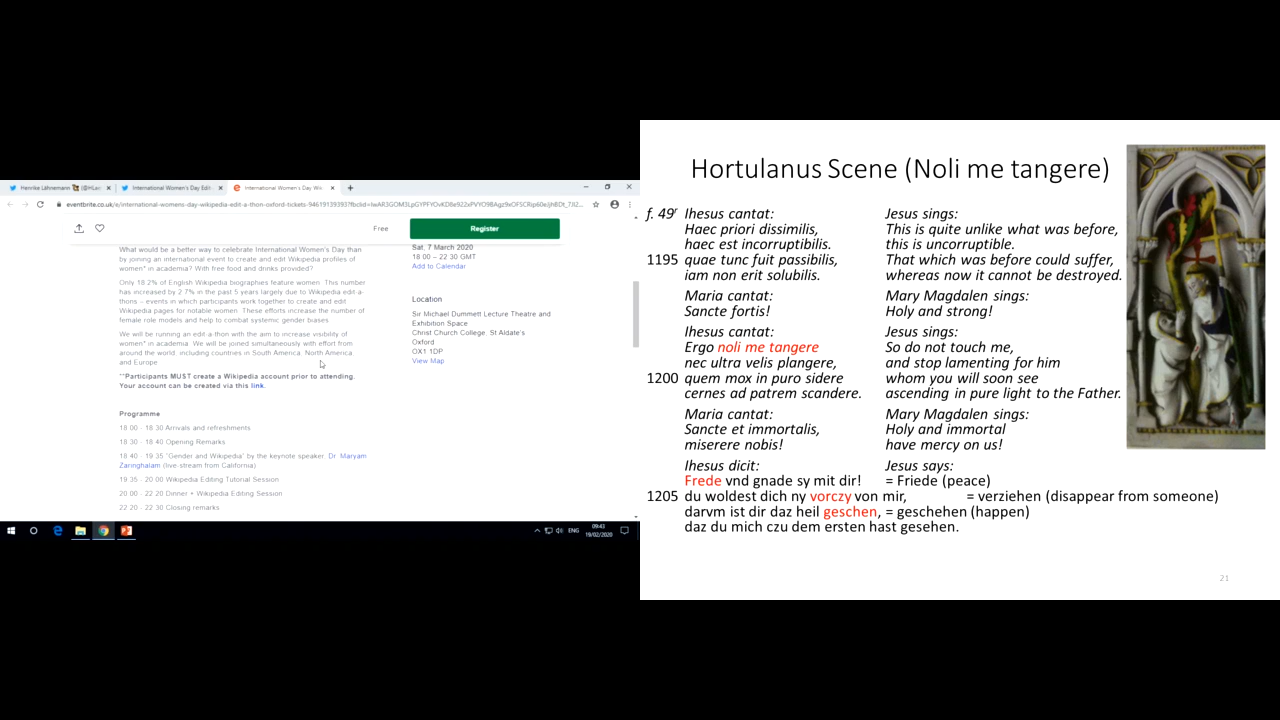 Henrike Lähnemann
International Women's Day Edit
International Women's Day Wik
Free
Register
What would be a better way to celebrate International Women's Day than
by joining an international event to create and edit Wikipedia profiles of
women* in academia? With free food and drinks provided?
Only 18.2% of English Wikipedia biographies feature women. This number
has increased by 2.7% in the past 5 years largely due to Wikipedia edit-a-
thons – events in which participants work together to create and edit
Wikipedia pages for notable women. These efforts increase the number of
female role models and help to combat systemic gender biases.
We will be running an edit-a-thon with the aim to increase visibility of
women* in academia. We will be joined simultaneously with effort from
around the world, including countries in South America, North America,
and Europe.
**Participants MUST create a Wikipedia account prior to attending.
Your account can be created via this link.
Programme
18 00 - 18 30 Arrivals and refreshments
18 30 - 18 40 Opening Remarks
18 40 - 19 35 "Gender and Wikipedia" by the keynote speaker, Dr. Maryam
Zaringhalam (live-stream from California)
19 35 - 20 00 Wikipedia Editing Tutorial Session
20 00 - 22 20 Dinner + Wikipedia Editing Session
22 20 - 22 30 Closing remarks
Sat, 7 March 2020
18 00 – 22 30 GMT
Add to Calendar
Location
Sir Michael Dummett Lecture Theatre and
Exhibition Space
Christ Church College, St Aldate's
Oxford
OX1 1DP
View Map
ENG
09:43
19/02/2020
Hortulanus Scene (Noli me tangere)
f. 49r Ihesus cantat: Jesus sings:
Haec priori dissimilis, This is quite unlike what was before,
haec est incorruptibilis. this is uncorruptible.
1195 quae tunc fuit passibilis, That which was before could suffer,
iam non erit solubilis. whereas now it cannot be destroyed.
Maria cantat: Mary Magdalen sings:
Sancte fortis! Holy and strong!
Ihesus cantat: Jesus sings:
Ergo noli me tangere So do not touch me,
nec ultra velis plangere, and stop lamenting for him
1200 quem mox in puro sidere whom you will soon see
cernes ad patrem scandere. ascending in pure light to the Father.
Maria cantat: Mary Magdalen sings:
Sancte et immortalis, Holy and immortal
miserere nobis! have mercy on us!
Ihesus dicit: Jesus says:
Frede vnd gnade sy mit dir! = Friede (peace)
1205 du woldest dich ny vorczy von mir, = verziehen (disappear from someone)
darvm ist dir daz heil geschen, = geschehen (happen)
daz du mich czu dem ersten hast gesehen.
21